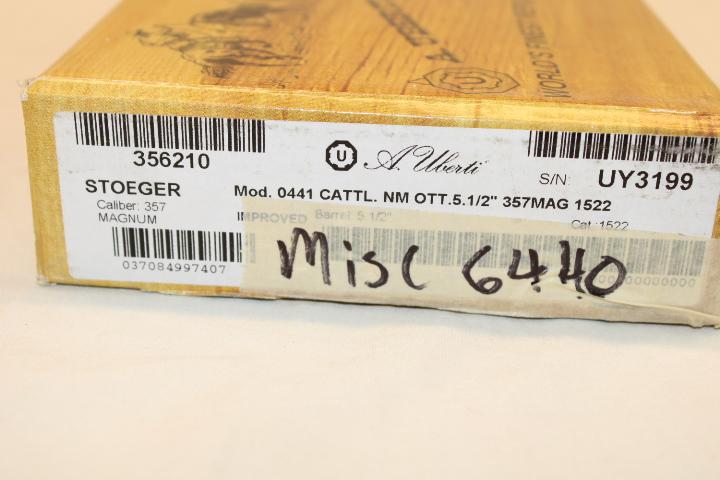 WORLD'S FINEST
U
356210
U A. Uberti
S/N: UY3199
STOEGER
Mod. 0441 CATTL. NM OTT.5.1/2" 357MAG 1522
Caliber: 357
MAGNUM
IMPROVED Barrel: 5 1/2"
Cat.:1522
037084997407
Misc 6440